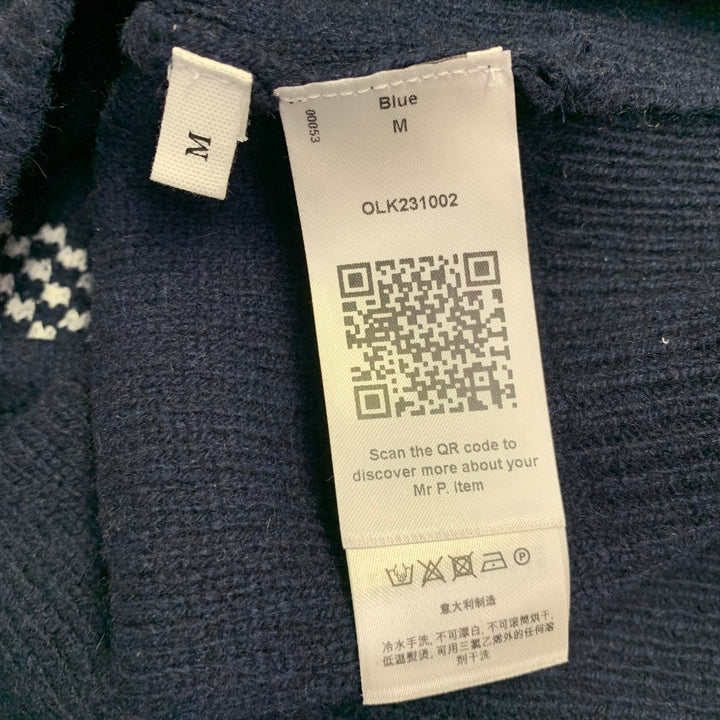 M
00053
Blue
M
OLK231002
Scan the QR code to
discover more about your
Mr P. item
P
意大利制造
冷水手洗, 不可漂白, 不可滚筒烘干,
低温熨烫, 可用三氯乙烯外的任何溶
剂干洗